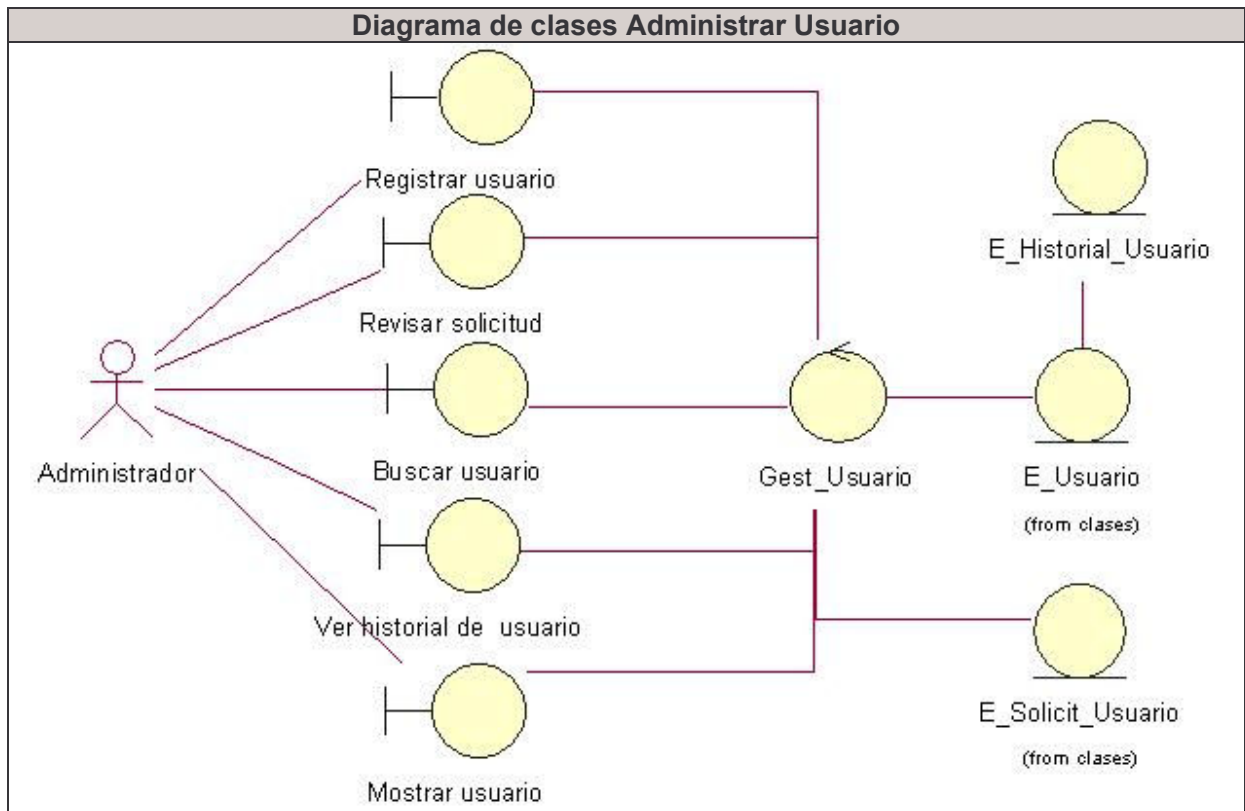 Diagrama de clases Administrar Usuario
Registrar usuario
E_Historial_Usuario
Revisar solicitud
Administrador
Buscar usuario
Gest_Usuario
E_Usuario
(from clases)
Ver historial de usuario
E_Solicit_Usuario
(from clases)
Mostrar usuario